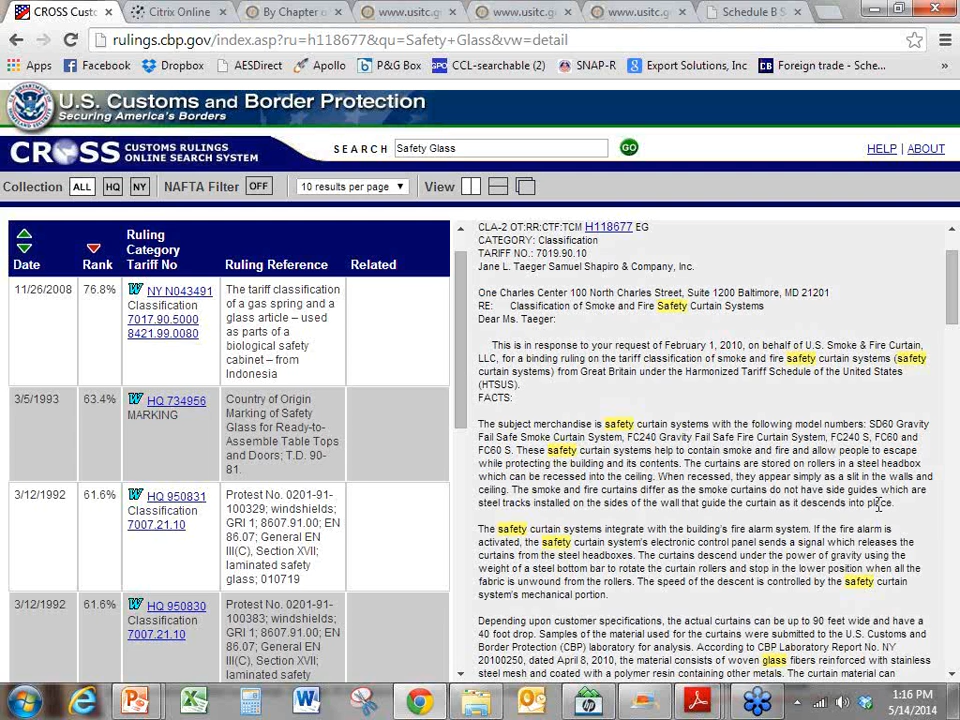 CROSS Custo
Citrix Online
By Chapter o
www.usitc.g
www.usitc.go
www.usitc.g
Schedule B S
rulings.cbp.gov/index.asp?ru=h118677&qu=Safety+Glass&vw=detail
Apps
Facebook
Dropbox
AESDirect
Apollo
P&G Box
CCL-searchable (2)
SNAP-R
Export Solutions, Inc
Foreign trade - Sche...
»
U.S. Customs and Border Protection
Securing America's Borders
CROSS CUSTOMS RULINGS
ONLINE SEARCH SYSTEM
SEARCH Safety Glass GO
HELP | ABOUT
Collection ALL HQ NY NAFTA Filter OFF 10 results per page View
Date
Rank
Ruling
Category
Tariff No
Ruling Reference
Related
11/26/2008
76.8%
W NY N043491
Classification
7017.90.5000
8421.99.0080
The tariff classification
of a gas spring and a
glass article – used
as parts of a
biological safety
cabinet – from
Indonesia
3/5/1993
63.4%
W HQ 734956
MARKING
Country of Origin
Marking of Safety
Glass for Ready-to-
Assemble Table Tops
and Doors; T.D. 90-
81.
3/12/1992
61.6%
W HQ 950831
Classification
7007.21.10
Protest No. 0201-91-
100319; windshields;
GRI 1; 8607.91.00; EN
86.07; General EN
III(C), Section XVII;
laminated safety
glass; 010719
3/12/1992
61.6%
W HQ 950830
Classification
7007.21.10
Protest No. 0201-91-
100383; windshields;
GRI 1; 8607.91.00; EN
86.07; General EN
III(C), Section XVII;
laminated safety
CLA-2 OT:RR:CTF:TCM H118677 EG
CATEGORY: Classification
TARIFF NO.: 7019.90.10
Jane L. Taeger Samuel Shapiro & Company, Inc.
One Charles Center 100 North Charles Street, Suite 1200 Baltimore, MD 21201
RE: Classification of Smoke and Fire Safety Curtain Systems
Dear Ms. Taeger:
This is in response to your request of February 1, 2010, on behalf of U.S. Smoke & Fire Curtain,
LLC, for a binding ruling on the tariff classification of smoke and fire safety curtain systems (safety
curtain systems) from Great Britain under the Harmonized Tariff Schedule of the United States
(HTSUS).
FACTS:
The subject merchandise is safety curtain systems with the following model numbers: SD60 Gravity
Fail Safe Smoke Curtain System, FC240 Gravity Fail Safe Fire Curtain System, FC240 S, FC60 and
FC60 S. These safety curtain systems help to contain smoke and fire and allow people to escape
while protecting the building and its contents. The curtains are stored on rollers in a steel headbox
which can be recessed into the ceiling. When recessed, they appear simply as a slit in the walls and
ceiling. The smoke and fire curtains differ as the smoke curtains do not have side guides which are
steel tracks installed on the sides of the wall that guide the curtain as it descends into place.
The safety curtain systems integrate with the building's fire alarm system. If the fire alarm is
activated, the safety curtain system's electronic control panel sends a signal which releases the
curtains from the steel headboxes. The curtains descend under the power of gravity using the
weight of a steel bottom bar to rotate the curtain rollers and stop in the lower position when all the
fabric is unwound from the rollers. The speed of the descent is controlled by the safety curtain
system's mechanical portion.
Depending upon customer specifications, the actual curtains can be up to 90 feet wide and have a
40 foot drop. Samples of the material used for the curtains were submitted to the U.S. Customs and
Border Protection (CBP) laboratory for analysis. According to CBP Laboratory Report No. NY
20100250, dated April 8, 2010, the material consists of woven glass fibers reinforced with stainless
steel mesh and coated with a polymer resin containing other metals. The curtain material can
1:16 PM
5/14/2014